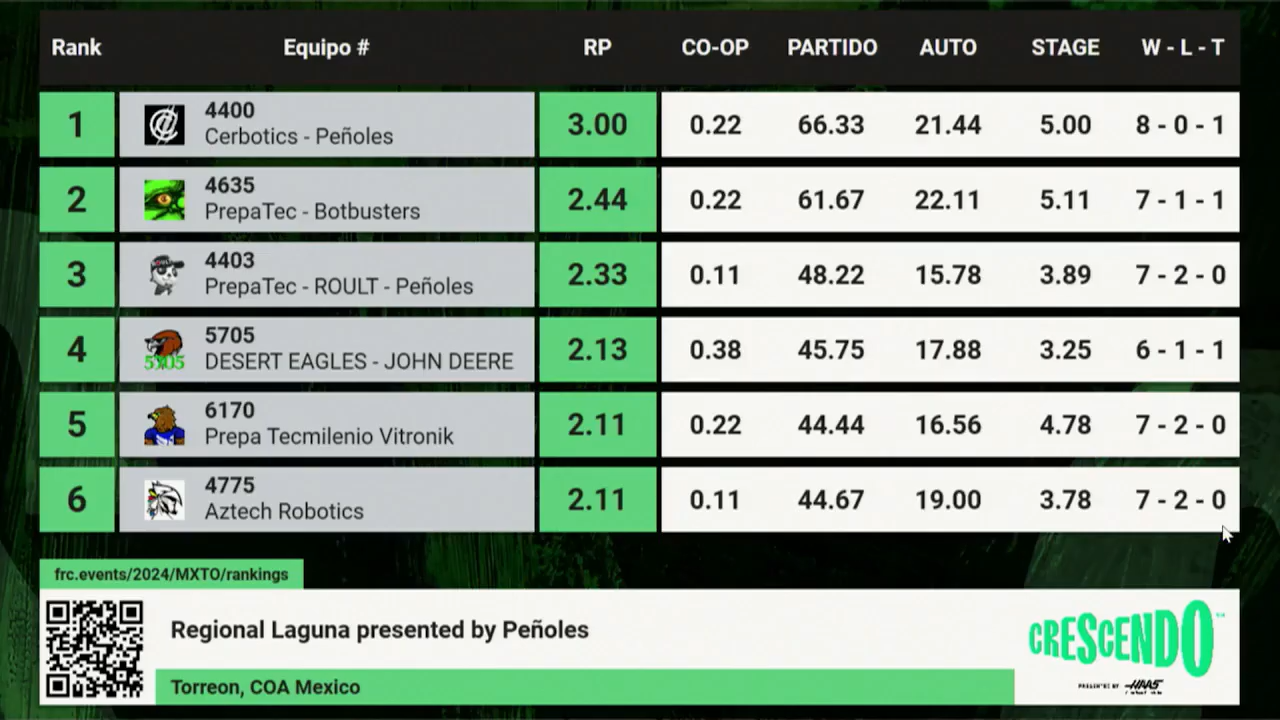 Rank Equipo # RP CO-OP PARTIDO AUTO STAGE W - L - T
1 4400 Cerbotics - Peñoles 3.00 0.22 66.33 21.44 5.00 8 - 0 - 1
2 4635 PrepaTec - Botbusters 2.44 0.22 61.67 22.11 5.11 7 - 1 - 1
3 4403 PrepaTec - ROULT - Peñoles 2.33 0.11 48.22 15.78 3.89 7 - 2 - 0
4 5705 5705 DESERT EAGLES - JOHN DEERE 2.13 0.38 45.75 17.88 3.25 6 - 1 - 1
5 6170 Prepa Tecmilenio Vitronik 2.11 0.22 44.44 16.56 4.78 7 - 2 - 0
6 4775 Aztech Robotics 2.11 0.11 44.67 19.00 3.78 7 - 2 - 0
frc.events/2024/MXTO/rankings
Regional Laguna presented by Peñoles
Torreon, COA Mexico
CRESCENDO
PRESENTED BY HAAS